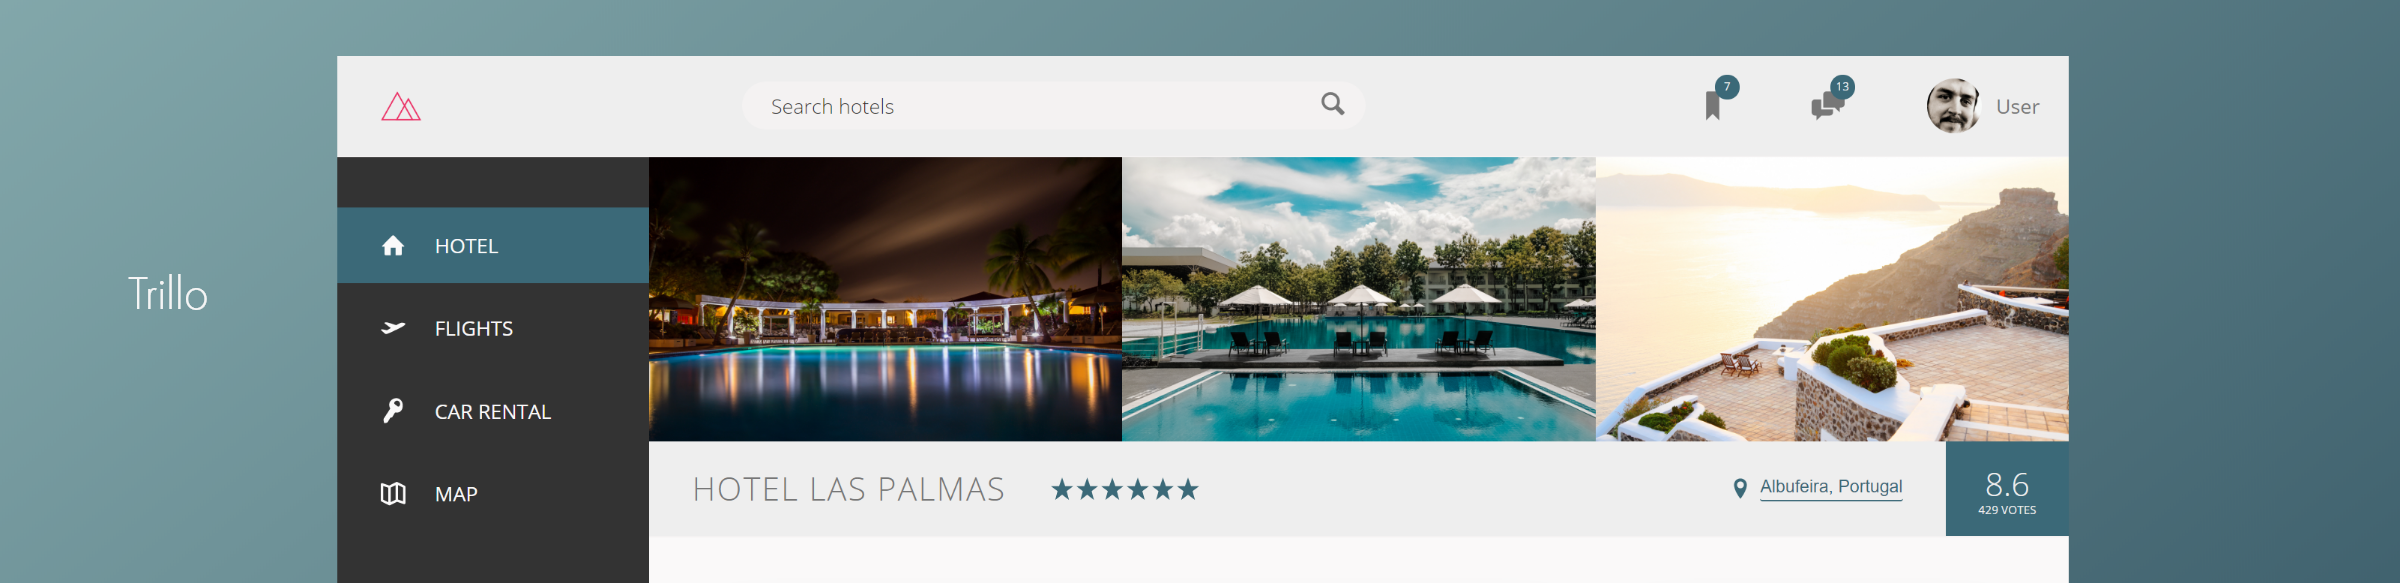 Search hotels
7
13
User
HOTEL
Trillo
FLIGHTS
CAR RENTAL
MAP
HOTEL LAS PALMAS
Albufeira, Portugal
8.6
429 VOTES